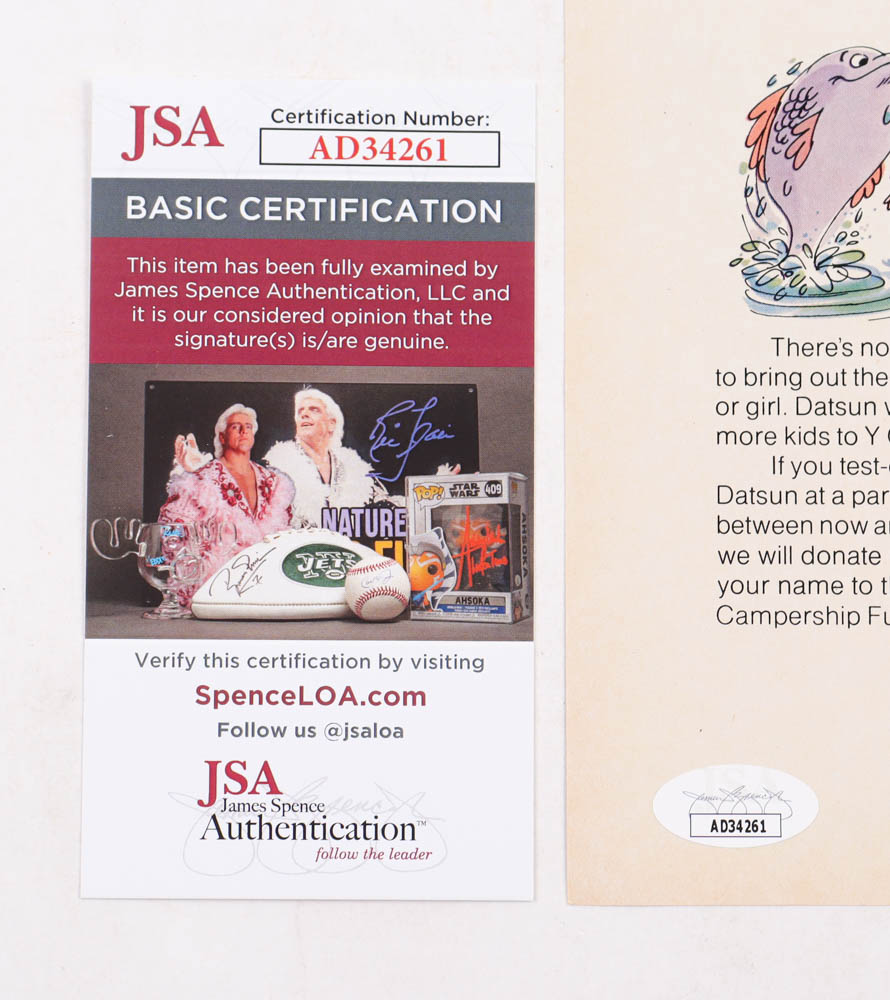 JSA
Certification Number:
AD34261
BASIC CERTIFICATION
This item has been fully examined by
James Spence Authentication, LLC and
it is our considered opinion that the
signature(s) is/are genuine.
NATURE
JETS
POP!
STAR WARS
409
AHSOKA
AHSOKA
Verify this certification by visiting
SpenceLOA.com
Follow us @jsaloa
JSA
James Spence
Authentication™
follow the leader
There's no
to bring out the
or girl. Datsun
more kids to Y
If you test-
Datsun at a par
between now a
we will donate
your name to t
Campership Fu
JSA
AD34261